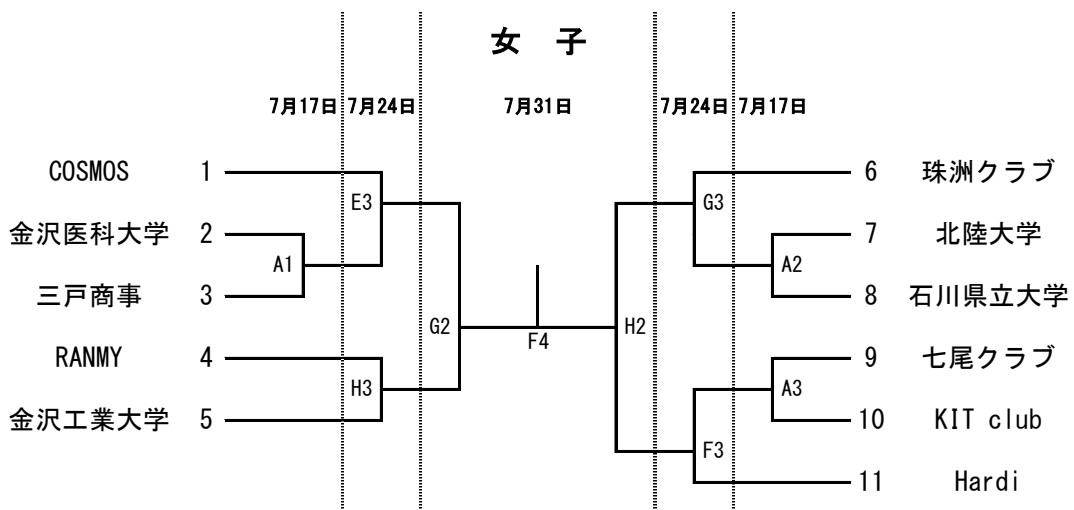 女 子
7月17日 7月24日 7月31日 7月24日 7月17日
COSMOS 1 6 珠洲クラブ
E3 G3
金沢医科大学 2 7 北陸大学
A1 A2
三戸商事 3 8 石川県立大学
G2 F4 H2
RANMY 4 9 七尾クラブ
H3 A3
金沢工業大学 5 10 KIT club
F3
11 Hardi